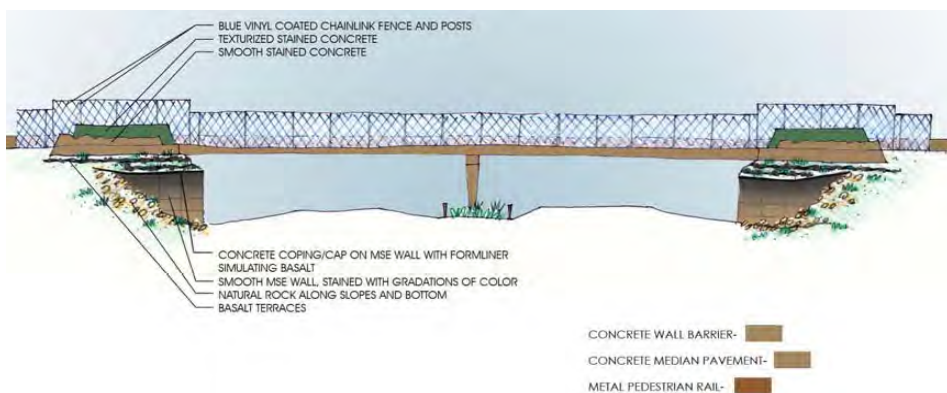 BLUE VINYL COATED CHAINLINK FENCE AND POSTS
TEXTURIZED STAINED CONCRETE
SMOOTH STAINED CONCRETE
CONCRETE COPING/CAP ON MSE WALL WITH FORMLINER
SIMULATING BASALT
SMOOTH MSE WALL, STAINED WITH GRADATIONS OF COLOR
NATURAL ROCK ALONG SLOPES AND BOTTOM
BASALT TERRACES
CONCRETE WALL BARRIER-
CONCRETE MEDIAN PAVEMENT-
METAL PEDESTRIAN RAIL-